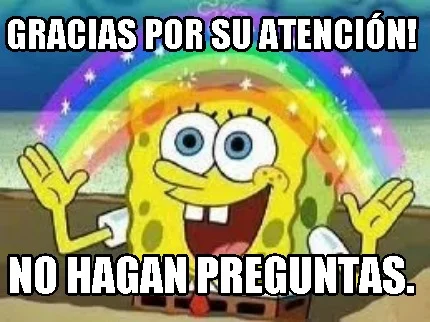 GRACIAS POR SU ATENCIÓN!
NO HAGAN PREGUNTAS.